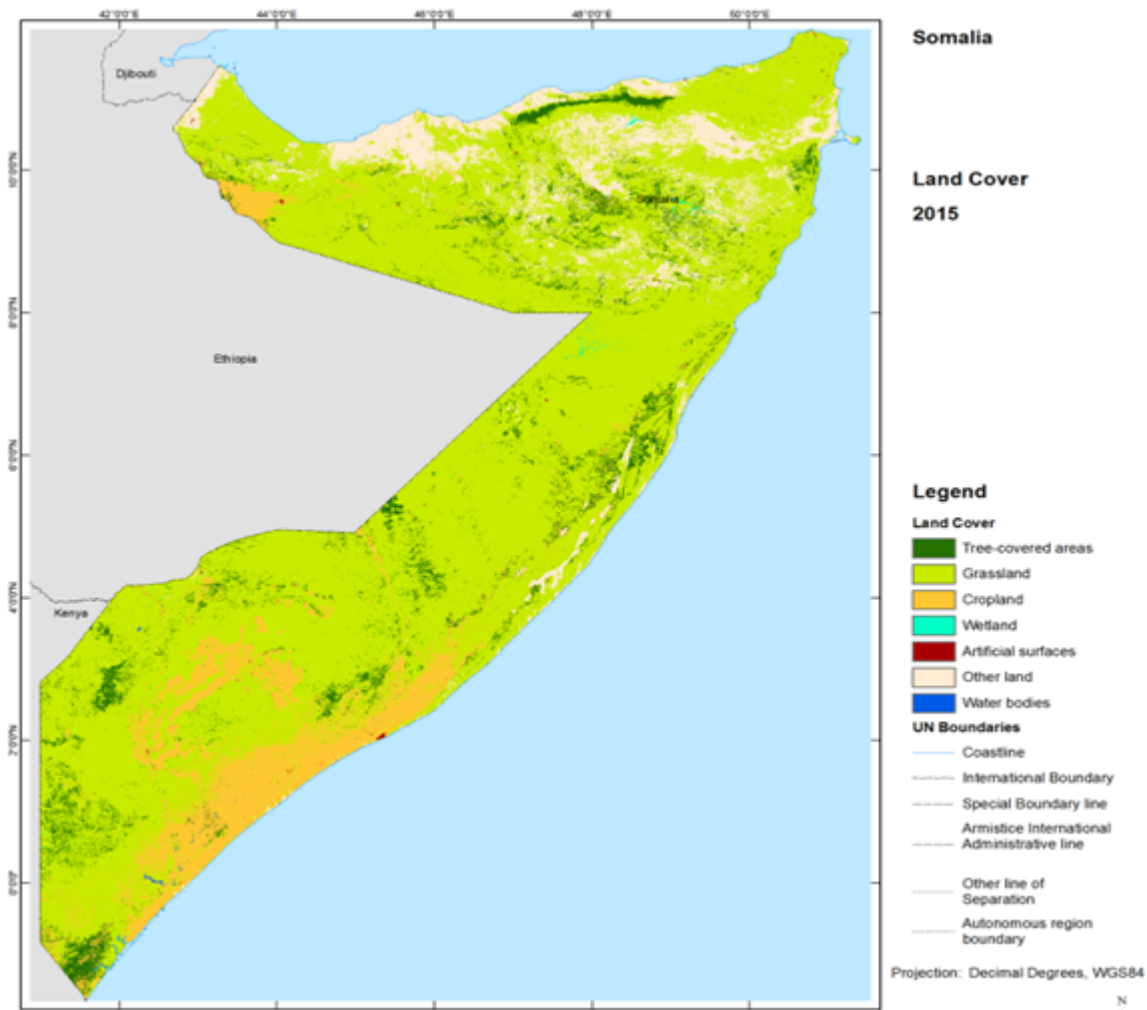 42°0'0"E 44°0'0"E 46°0'0"E 48°0'0"E 50°0'0"E
Somalia
Djibouti
10°0'0"N
Land Cover
Somalia
2015
8°0'0"N
Ethiopia
6°0'0"N
Legend
Land Cover
Tree-covered areas
Grassland
4°0'0"N
Cropland
Kenya
Wetland
Artificial surfaces
Other land
Water bodies
UN Boundaries
2°0'0"N
Coastline
International Boundary
Special Boundary line
Armistice International
Administrative line
Other line of
Separation
Autonomous region
boundary
Projection: Decimal Degrees, WGS84
N